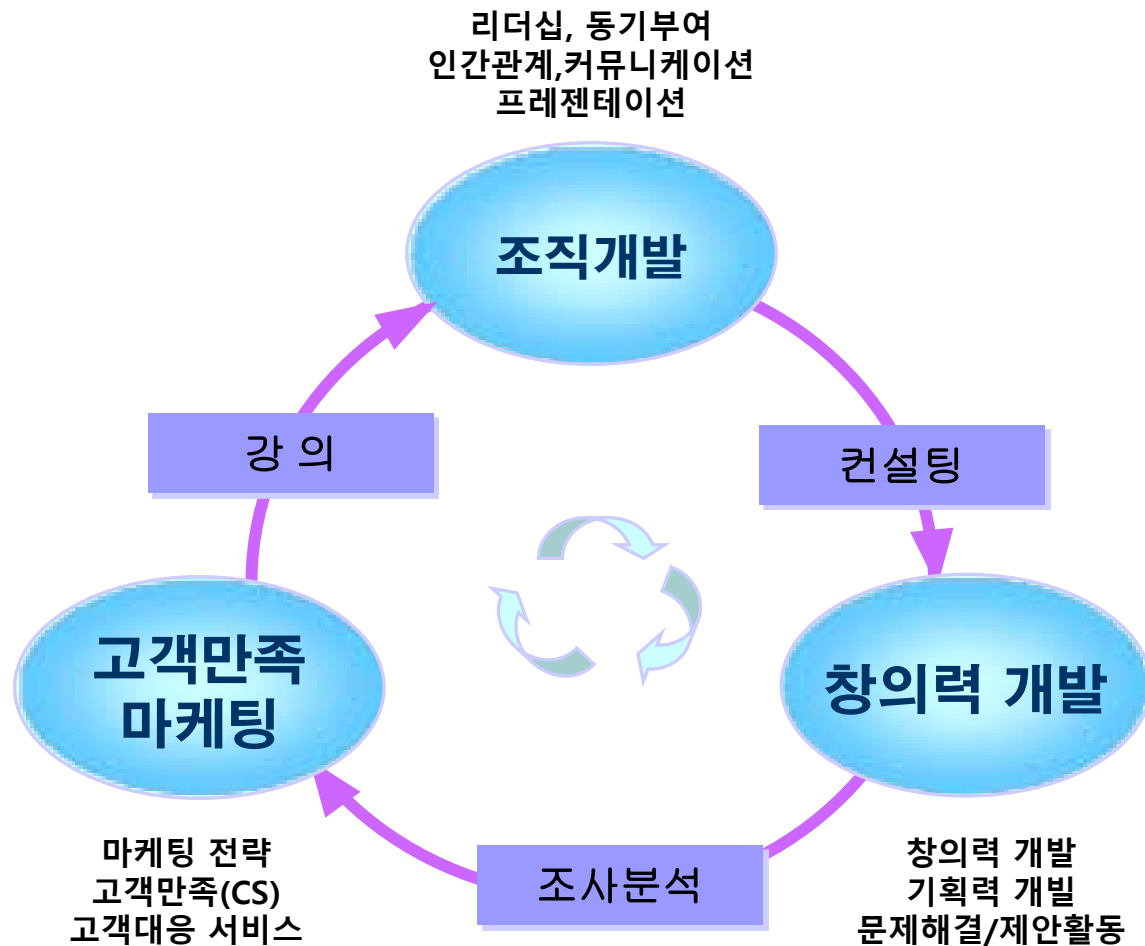 리더십, 동기부여
인간관계,커뮤니케이션
프레젠테이션
조직개발
강 의
컨설팅
고객만족
마케팅
창의력 개발
조사분석
마케팅 전략
고객만족(CS)
고객대응 서비스
창의력 개발
기획력 개빌
문제해결/제안활동